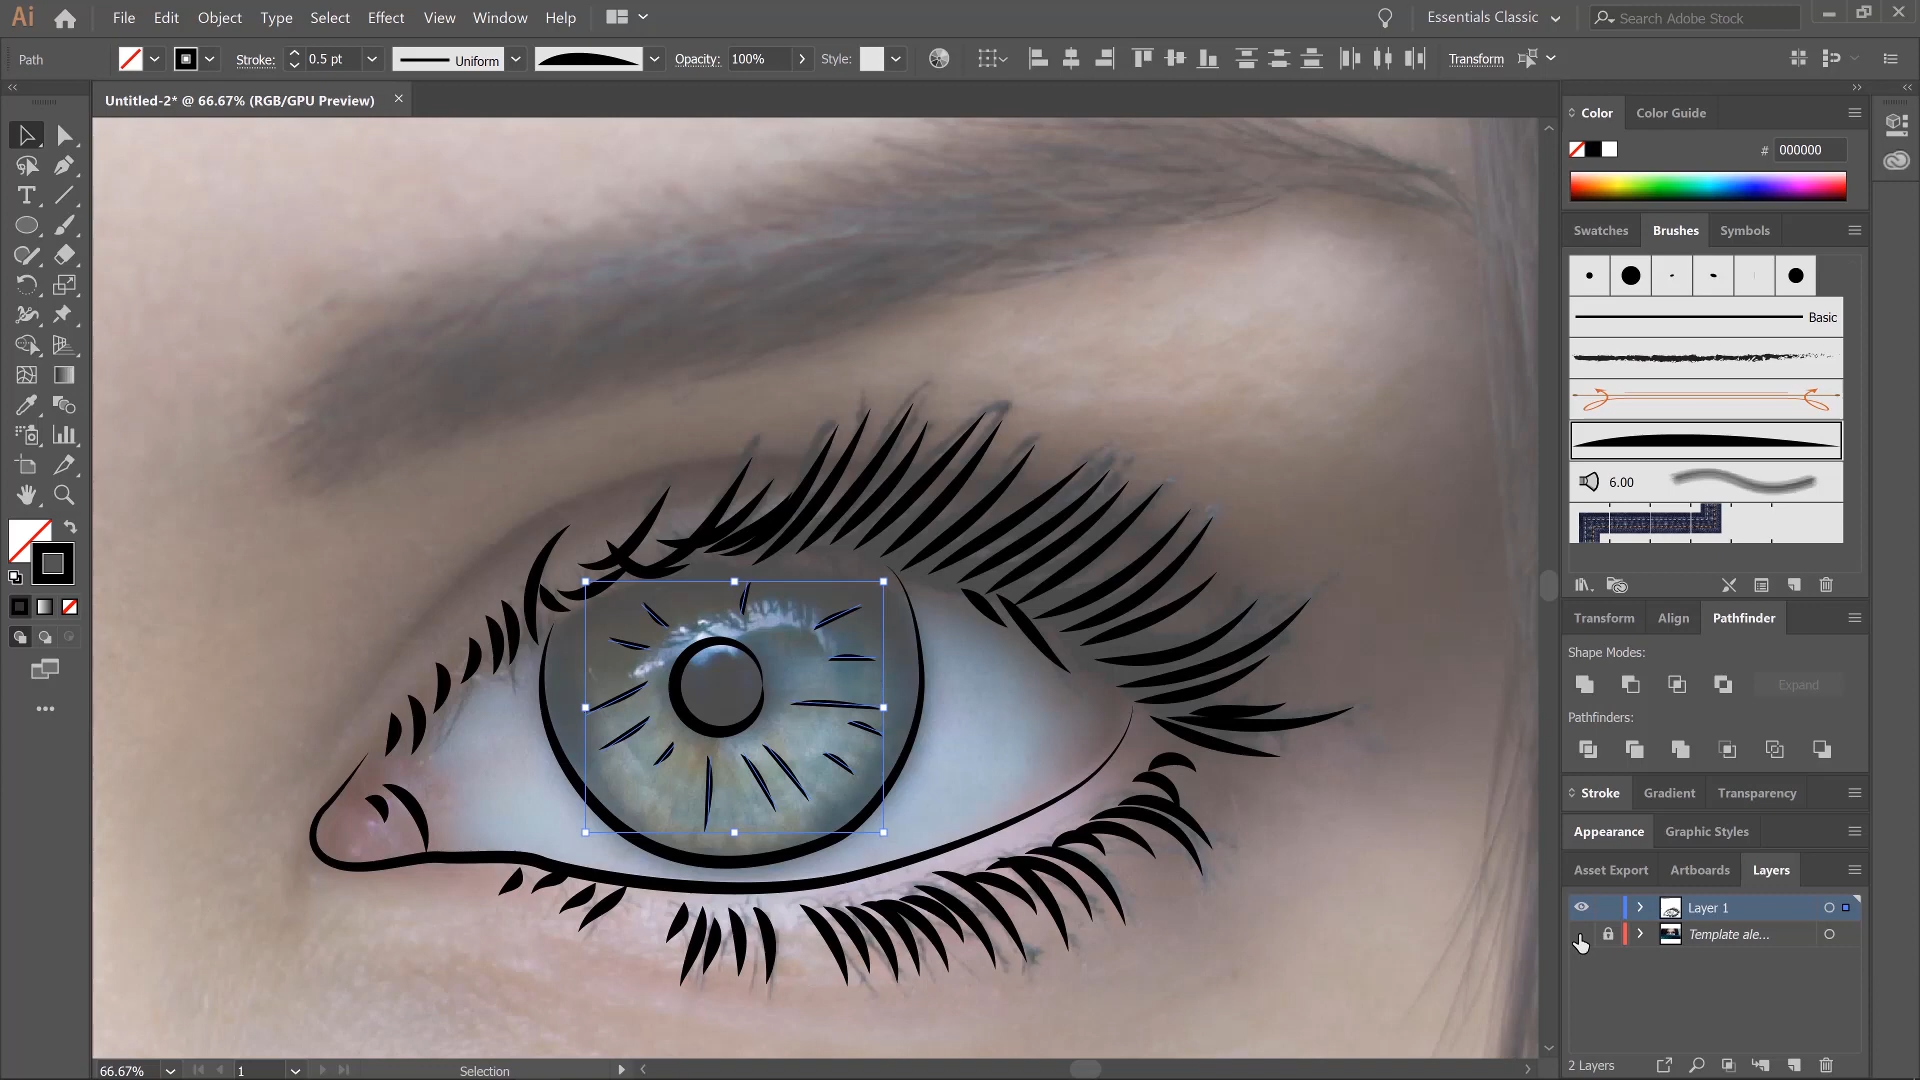 Ai File Edit Object Type Select Effect View Window Help Essentials Classic Search Adobe Stock
Path Stroke: 0.5 pt Uniform Opacity: 100% Style: Transform
Untitled-2* @ 66.67% (RGB/GPU Preview)
Color Color Guide
# 000000
Swatches Brushes Symbols
Basic
6.00
Transform Align Pathfinder
Shape Modes:
Expand
Pathfinders:
Stroke Gradient Transparency
Appearance Graphic Styles
Asset Export Artboards Layers
Layer 1
Template ale...
2 Layers
66.67% 1 Selection